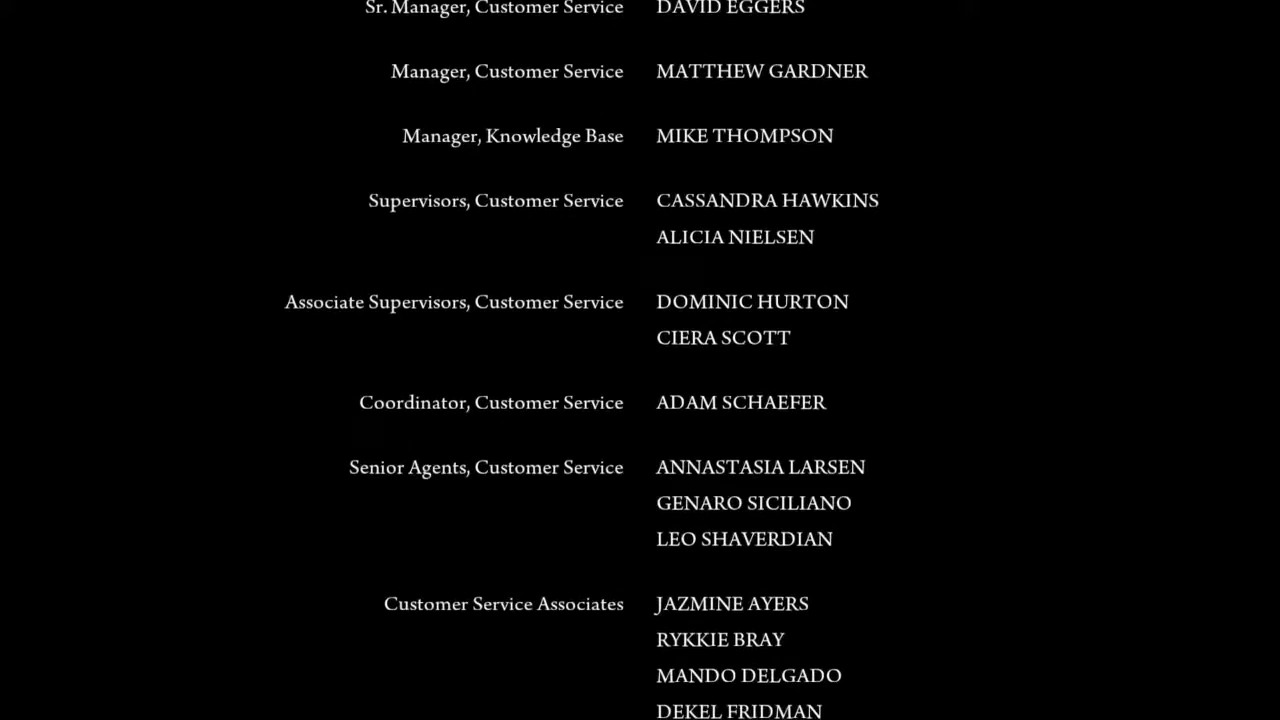 Sr. Manager, Customer Service DAVID EGGERS
Manager, Customer Service MATTHEW GARDNER
Manager, Knowledge Base MIKE THOMPSON
Supervisors, Customer Service CASSANDRA HAWKINS
ALICIA NIELSEN
Associate Supervisors, Customer Service DOMINIC HURTON
CIERA SCOTT
Coordinator, Customer Service ADAM SCHAEFER
Senior Agents, Customer Service ANNASTASIA LARSEN
GENARO SICILIANO
LEO SHAVERDIAN
Customer Service Associates JAZMINE AYERS
RYKKIE BRAY
MANDO DELGADO
DEKEL FRIDMAN